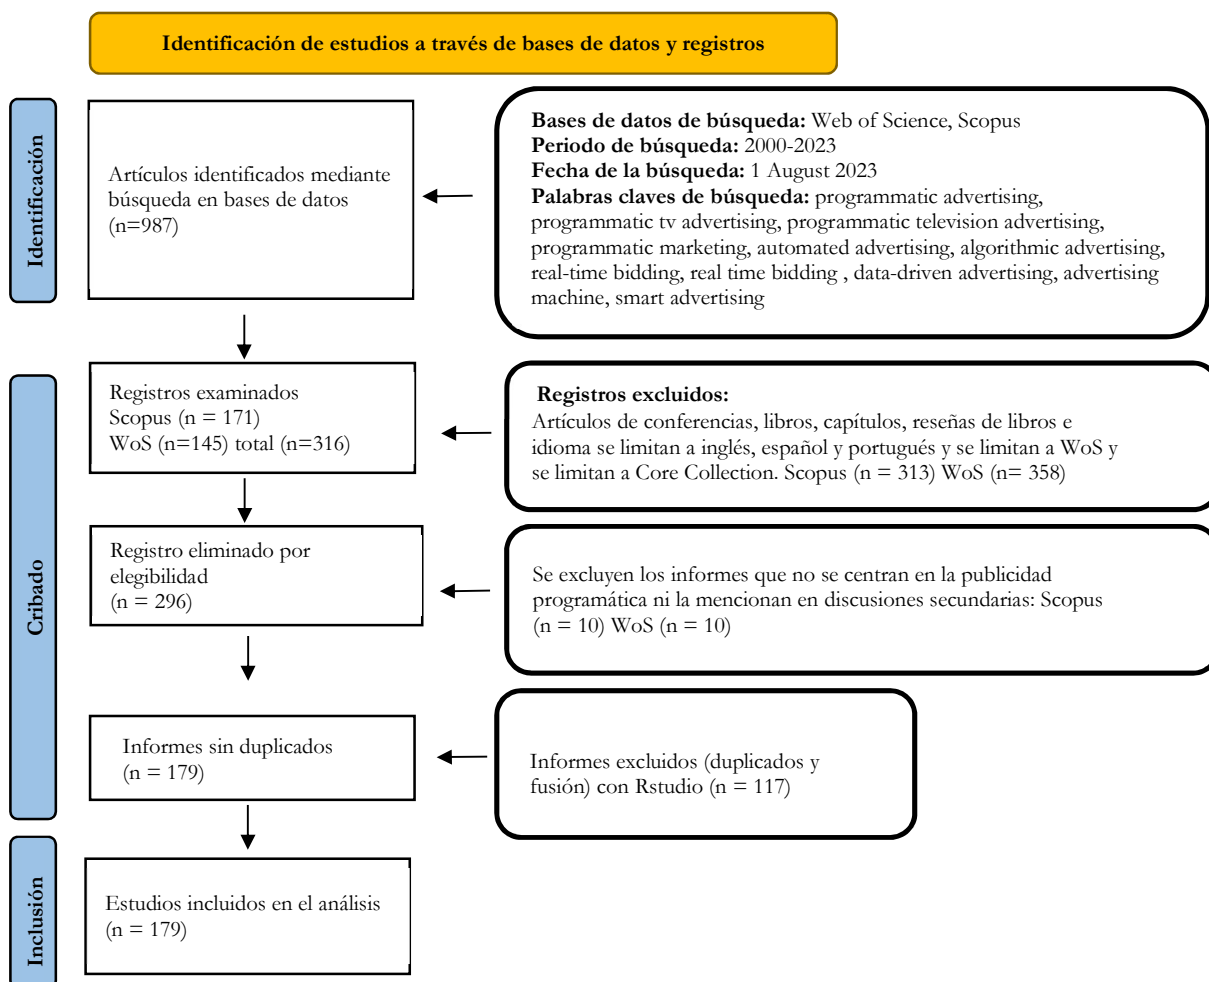 Identificación de estudios a través de bases de datos y registros
Identificación
Artículos identificados mediante
búsqueda en bases de datos
(n=987)
Bases de datos de búsqueda: Web of Science, Scopus
Periodo de búsqueda: 2000-2023
Fecha de la búsqueda: 1 August 2023
Palabras claves de búsqueda: programmatic advertising,
programmatic tv advertising, programmatic television advertising,
programmatic marketing, automated advertising, algorithmic advertising,
real-time bidding, real time bidding , data-driven advertising, advertising
machine, smart advertising
Cribado
Registros examinados
Scopus (n = 171)
WoS (n=145) total (n=316)
Registros excluidos:
Artículos de conferencias, libros, capítulos, reseñas de libros e
idioma se limitan a inglés, español y portugués y se limitan a WoS y
se limitan a Core Collection. Scopus (n = 313) WoS (n= 358)
Registro eliminado por
elegibilidad
(n = 296)
Se excluyen los informes que no se centran en la publicidad
programática ni la mencionan en discusiones secundarias: Scopus
(n = 10) WoS (n = 10)
Informes sin duplicados
(n = 179)
Informes excluidos (duplicados y
fusión) con Rstudio (n = 117)
Inclusión
Estudios incluidos en el análisis
(n = 179)